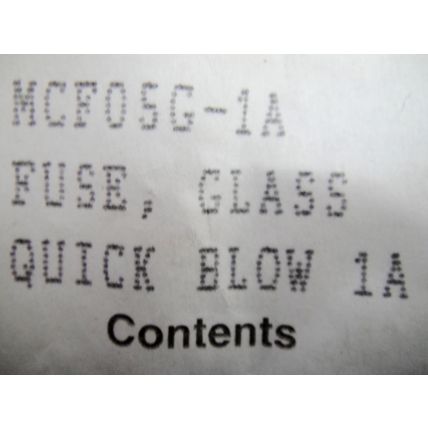 MCF05G-1A
FUSE, GLASS
QUICK BLOW 1A
Contents